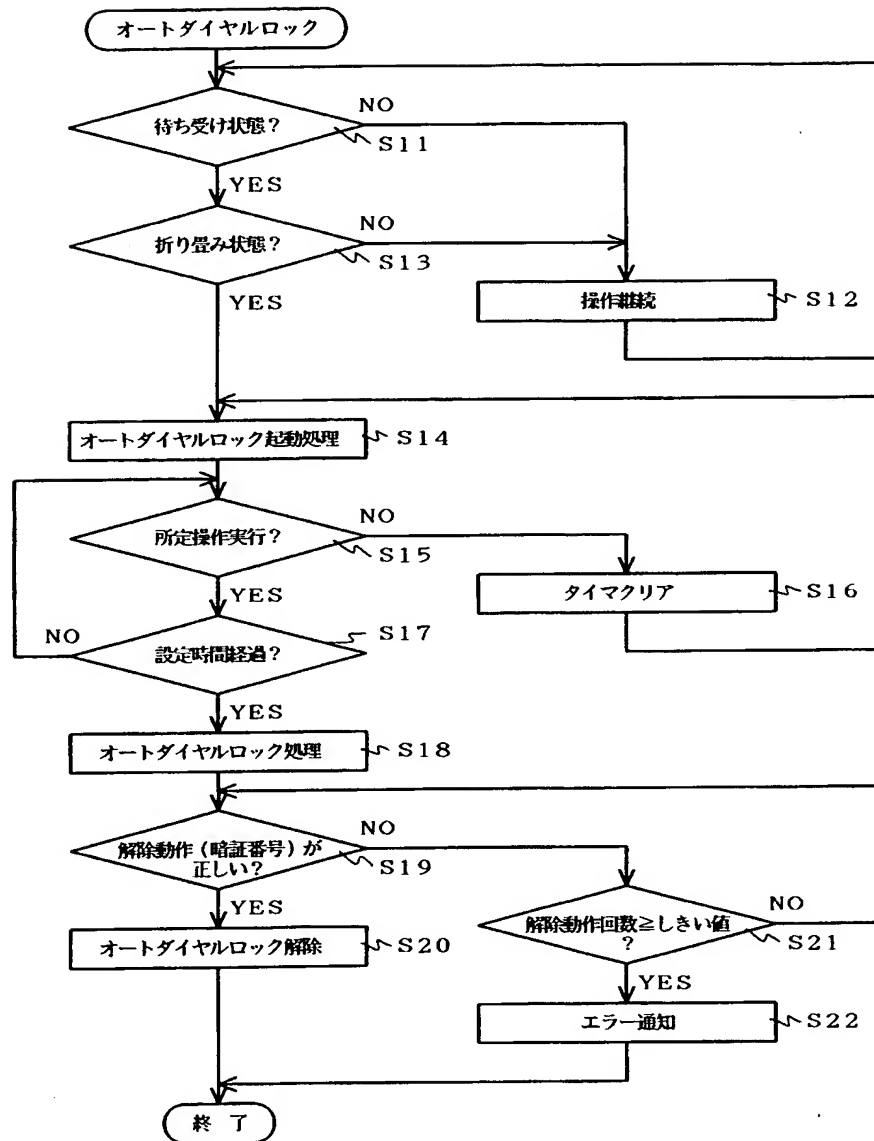 オートダイヤルロック
待ち受け状態?
NO
S11
YES
折り畳み状態?
NO
S13
YES
操作継続
S12
オートダイヤルロック起動処理
S14
所定操作実行?
NO
S15
YES
タイマクリア
S16
設定時間経過?
NO
S17
YES
オートダイヤルロック処理
S18
解除動作(暗証番号)が
正しい?
NO
S19
YES
オートダイヤルロック解除
S20
解除動作回数≧しきい値
?
NO
S21
YES
エラー通知
S22
終 了